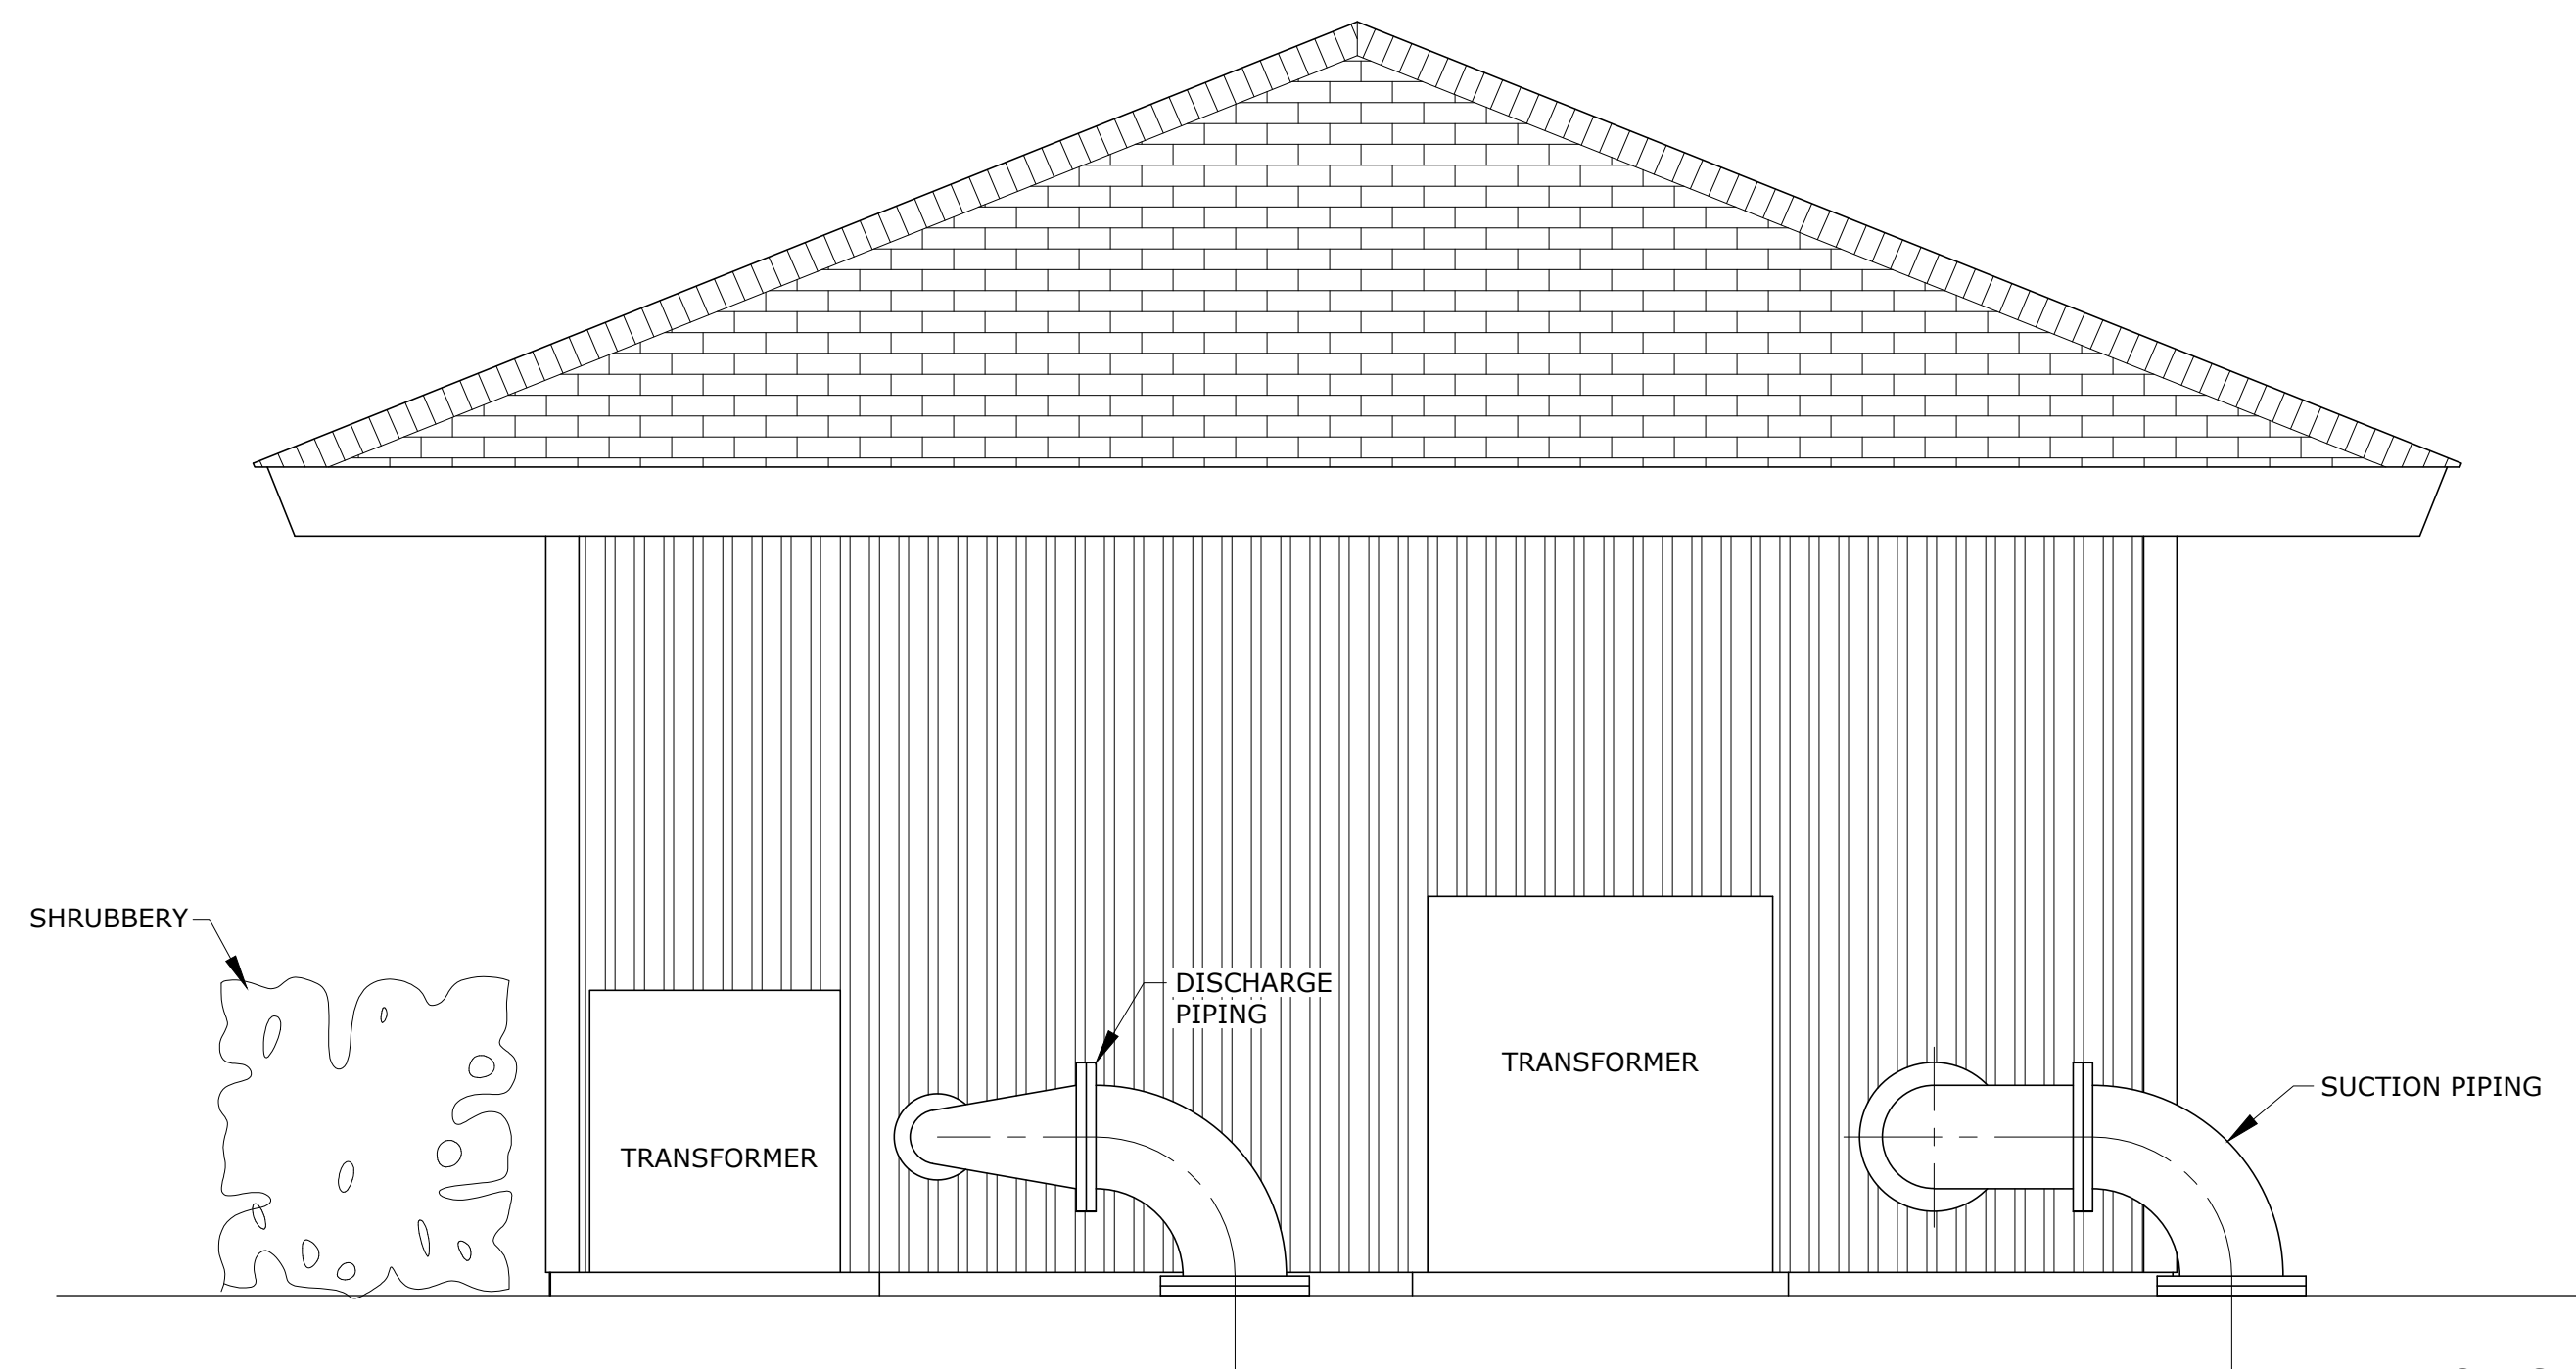 SHRUBBERY
DISCHARGE
PIPING
TRANSFORMER
TRANSFORMER
SUCTION PIPING